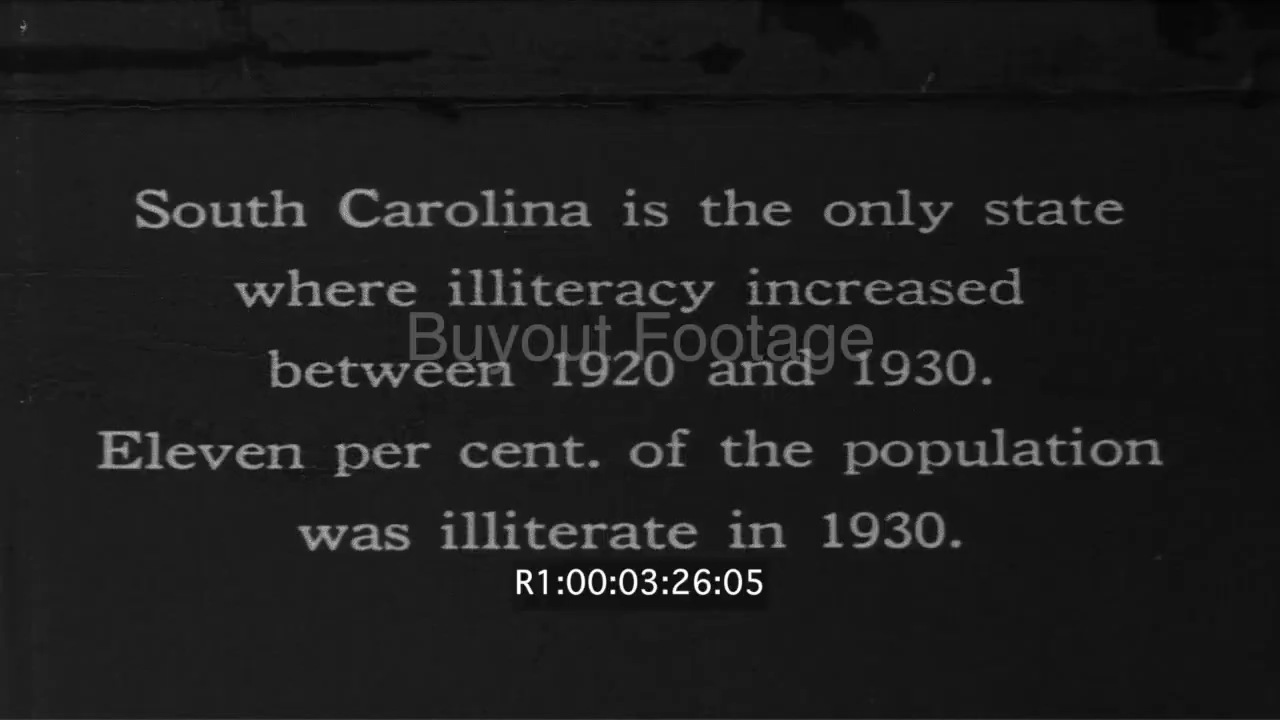 South Carolina is the only state
where illiteracy increased
Buyout Footage
between 1920 and 1930.
Eleven per cent. of the population
was illiterate in 1930.
R1:00:03:26:05